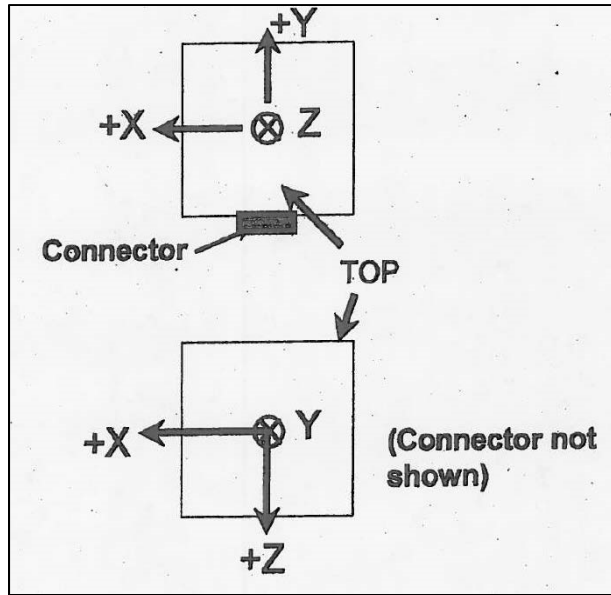 +Y
+X
Z
Connector
TOP
+X
Y
(Connector not
shown)
+Z